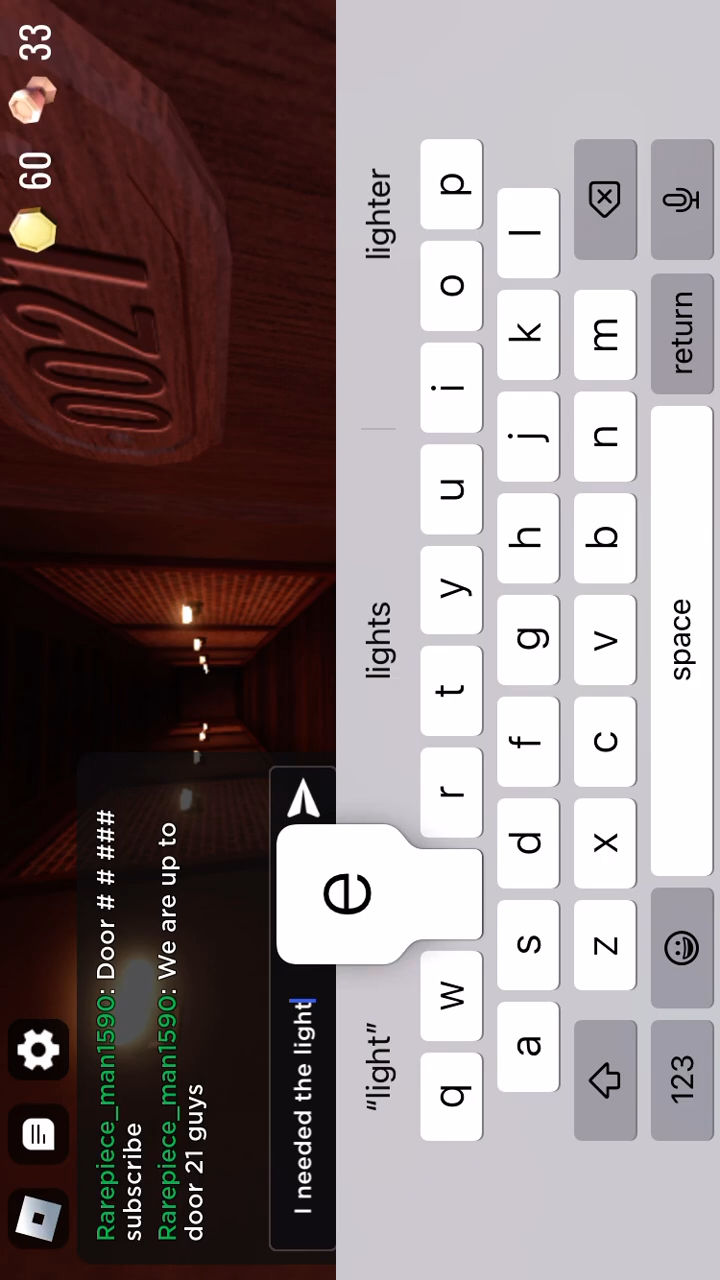 60
33
0021
Rarepiece_man1590: Door # # ###
subscribe
Rarepiece_man1590: We are up to
door 21 guys
I needed the light
“light” lights lighter
q w e r t y u i o p
a s d f g h j k l
z x c v b n m
123 space return